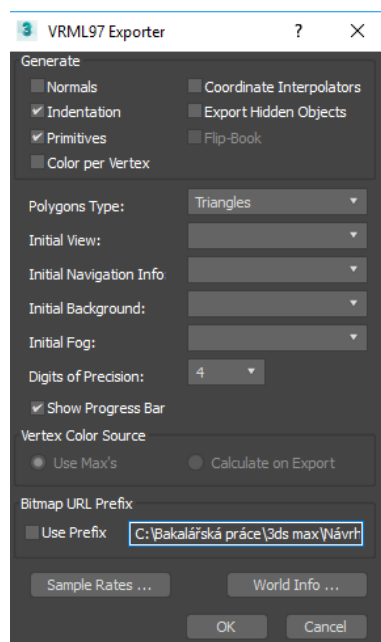 3 VRML97 Exporter ? ×
Generate
Normals Coordinate Interpolators
Indentation Export Hidden Objects
Primitives Flip-Book
Color per Vertex
Polygons Type: Triangles
Initial View:
Initial Navigation Info:
Initial Background:
Initial Fog:
Digits of Precision: 4
Show Progress Bar
Vertex Color Source
Use Max's Calculate on Export
Bitmap URL Prefix
Use Prefix C:\Bakalářská práce\3ds max\Návrh
Sample Rates ... World Info ...
OK Cancel